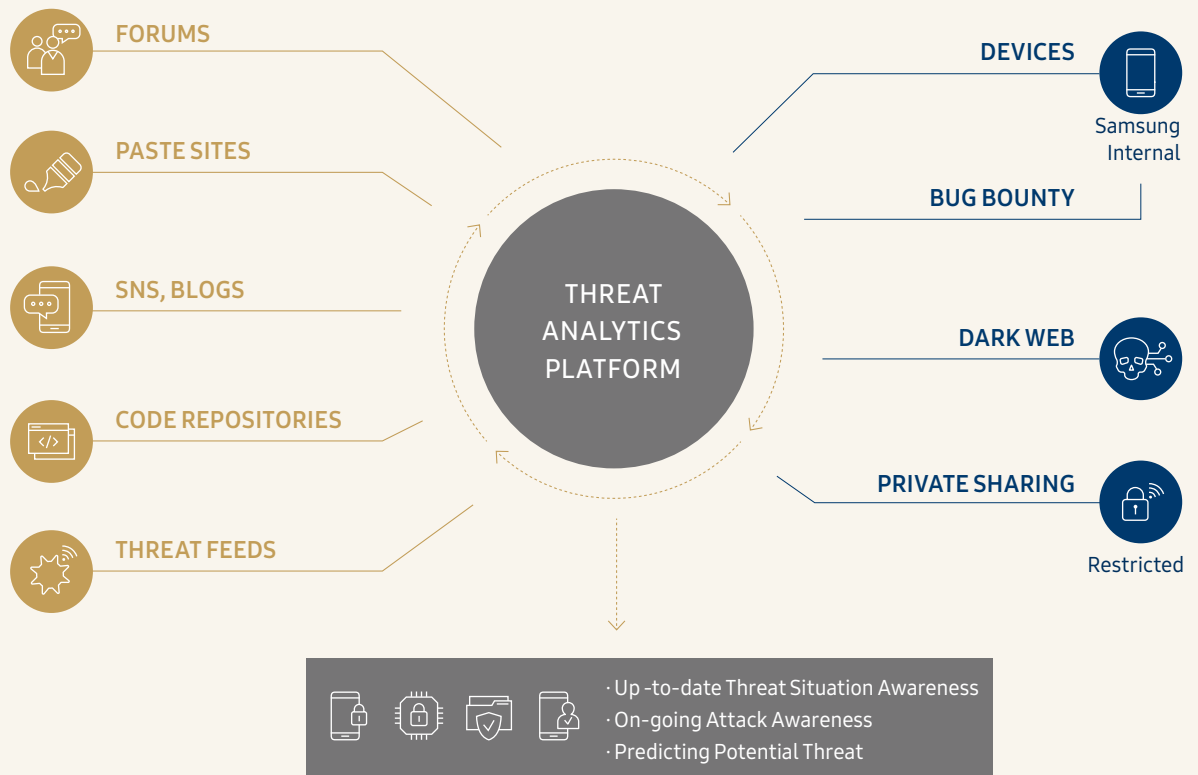 FORUMS
PASTE SITES
SNS, BLOGS
CODE REPOSITORIES
THREAT FEEDS
THREAT
ANALYTICS
PLATFORM
DEVICES
Samsung
Internal
BUG BOUNTY
DARK WEB
PRIVATE SHARING
Restricted
· Up -to-date Threat Situation Awareness
· On-going Attack Awareness
· Predicting Potential Threat